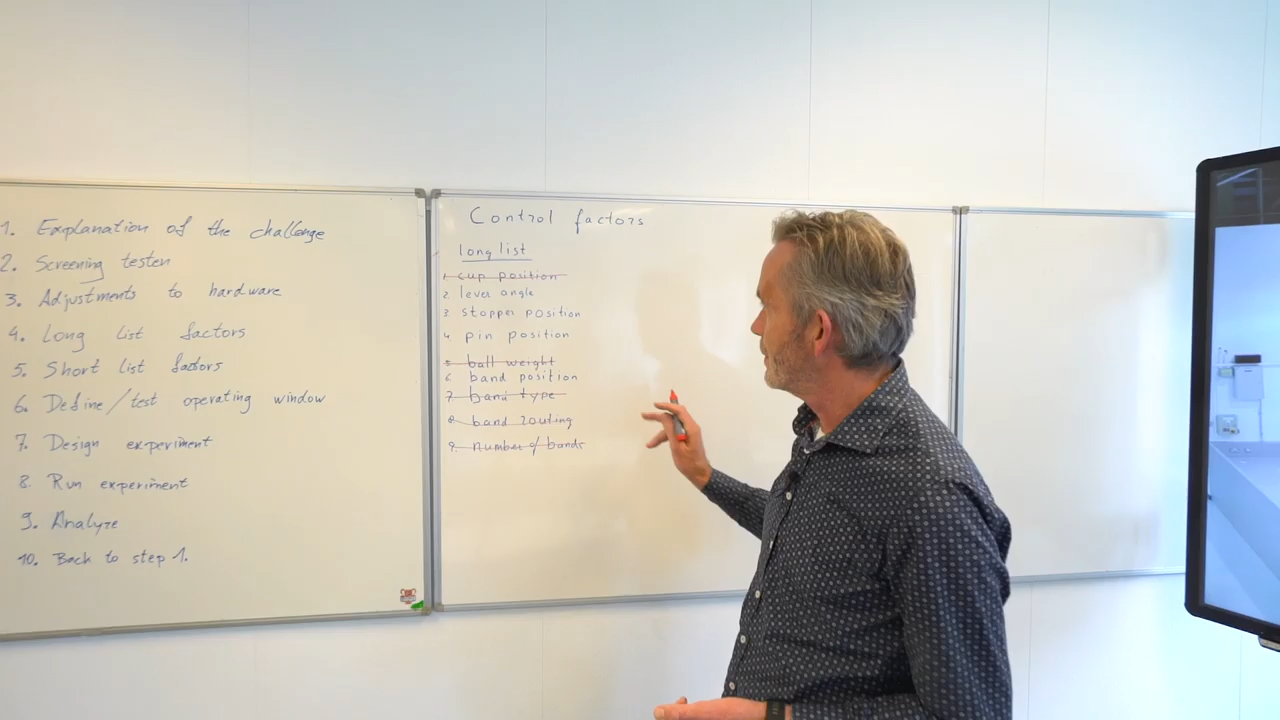 1. Explanation of the challenge
2. Screening testen
3. Adjustments to hardware
4. Long list factors
5. Short list factors
6. Define/test operating window
7. Design experiment
8. Run experiment
9. Analyze
10. Back to step 1.
Control factors
long list
1. cup position
2. lever angle
3. stopper position
4. pin position
5. ball weight
6. band position
7. band type
8. band routing
9. number of bands